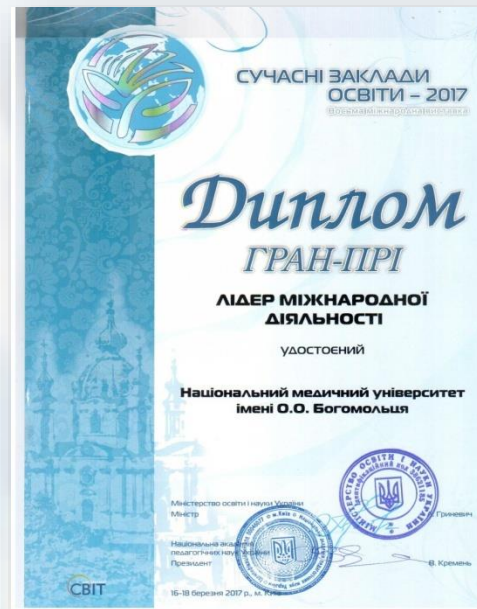 СУЧАСНІ ЗАКЛАДИ
ОСВІТИ – 2017
Диплом
ГРАН-ПРІ
ЛІДЕР МІЖНАРОДНОЇ
ДІЯЛЬНОСТІ
УДОСТОЄНИЙ
Національний медичний університет
імені О.О. Богомольця
Міністерство освіти і науки України
Міністр
Гриневич
Національна академія
педагогічних наук України
Президент
В. Кремень
СВІТ
16-18 березня 2017 р., м. Київ